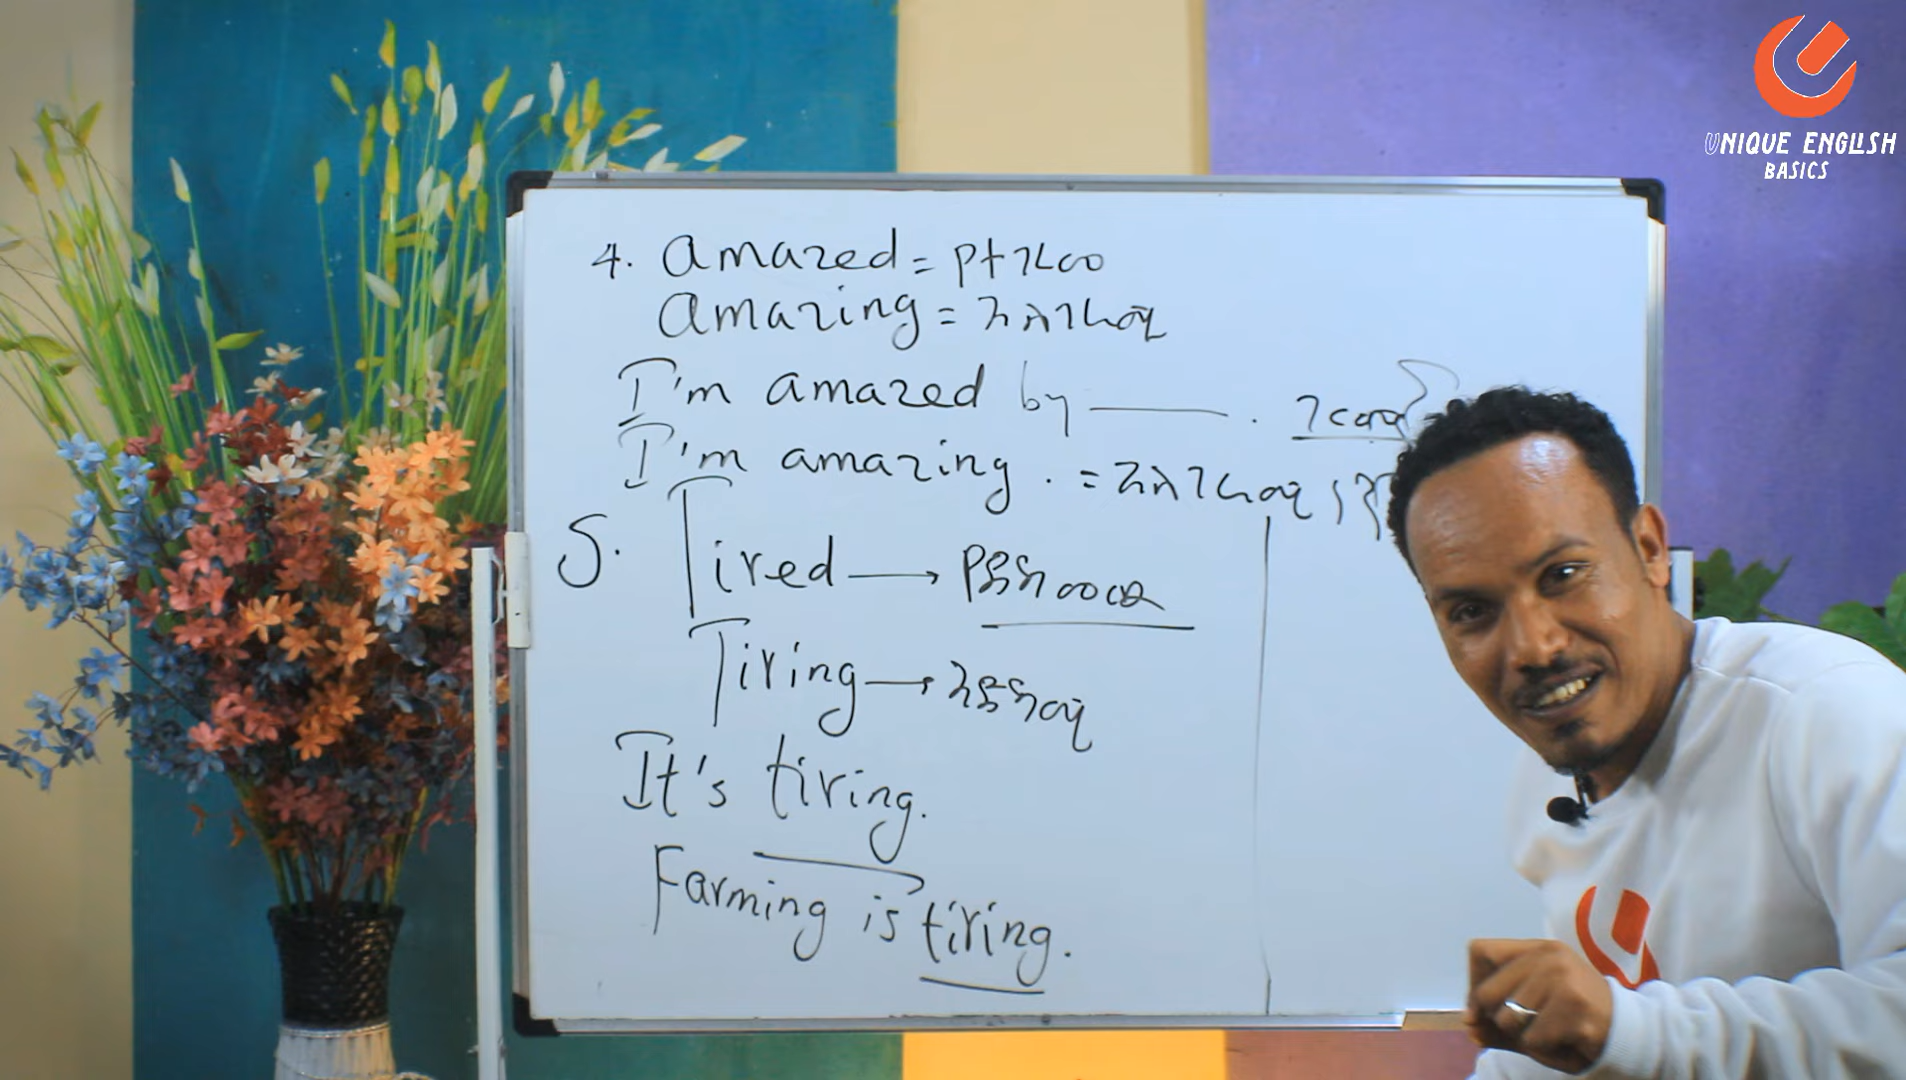 UNIQUE ENGLISH
BASICS
4. amazed = የተገረመ
amazing = አስገራሚ
I'm amazed by ______.
I'm amazing. = አስገራሚ
5. Tired → የደከመው
Tiring → አድካሚ
It's tiring.
Farming is tiring.